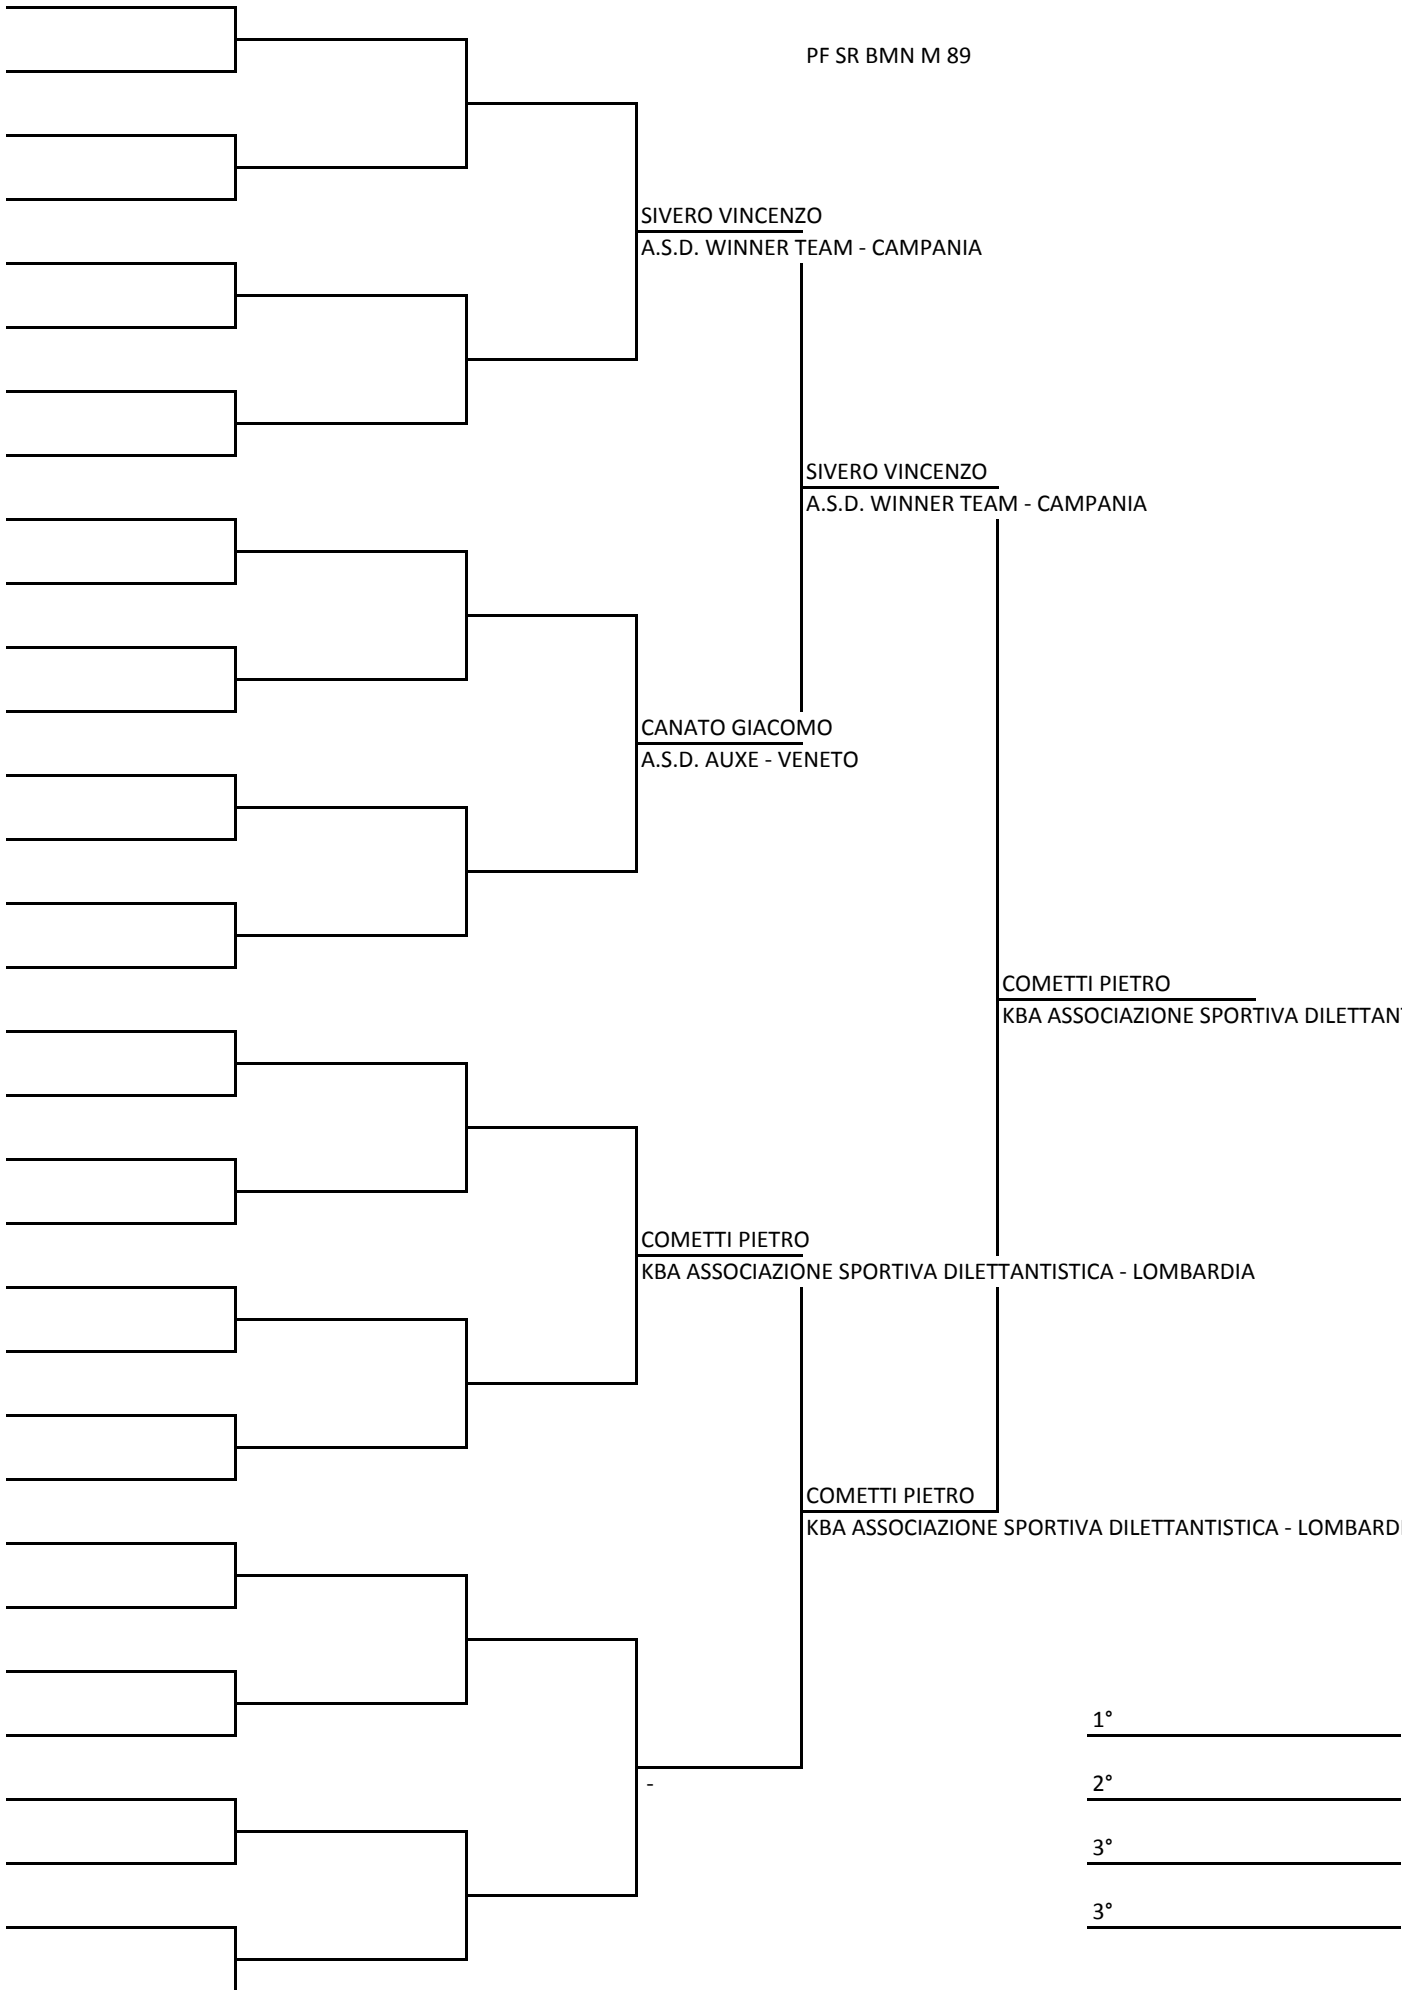 PF SR BMN M 89
SIVERO VINCENZO
A.S.D. WINNER TEAM - CAMPANIA
SIVERO VINCENZO
A.S.D. WINNER TEAM - CAMPANIA
CANATO GIACOMO
A.S.D. AUXE - VENETO
COMETTI PIETRO
KBA ASSOCIAZIONE SPORTIVA DILETTAN
COMETTI PIETRO
KBA ASSOCIAZIONE SPORTIVA DILETTANTISTICA - LOMBARDIA
COMETTI PIETRO
KBA ASSOCIAZIONE SPORTIVA DILETTANTISTICA - LOMBARDI
1°
-
2°
3°
3°